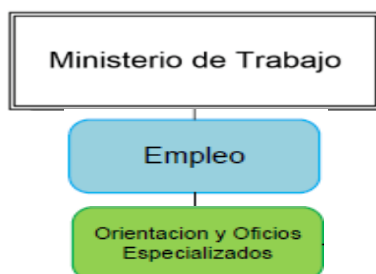 Ministerio de Trabajo
Empleo
Orientacion y Oficios
Especializados